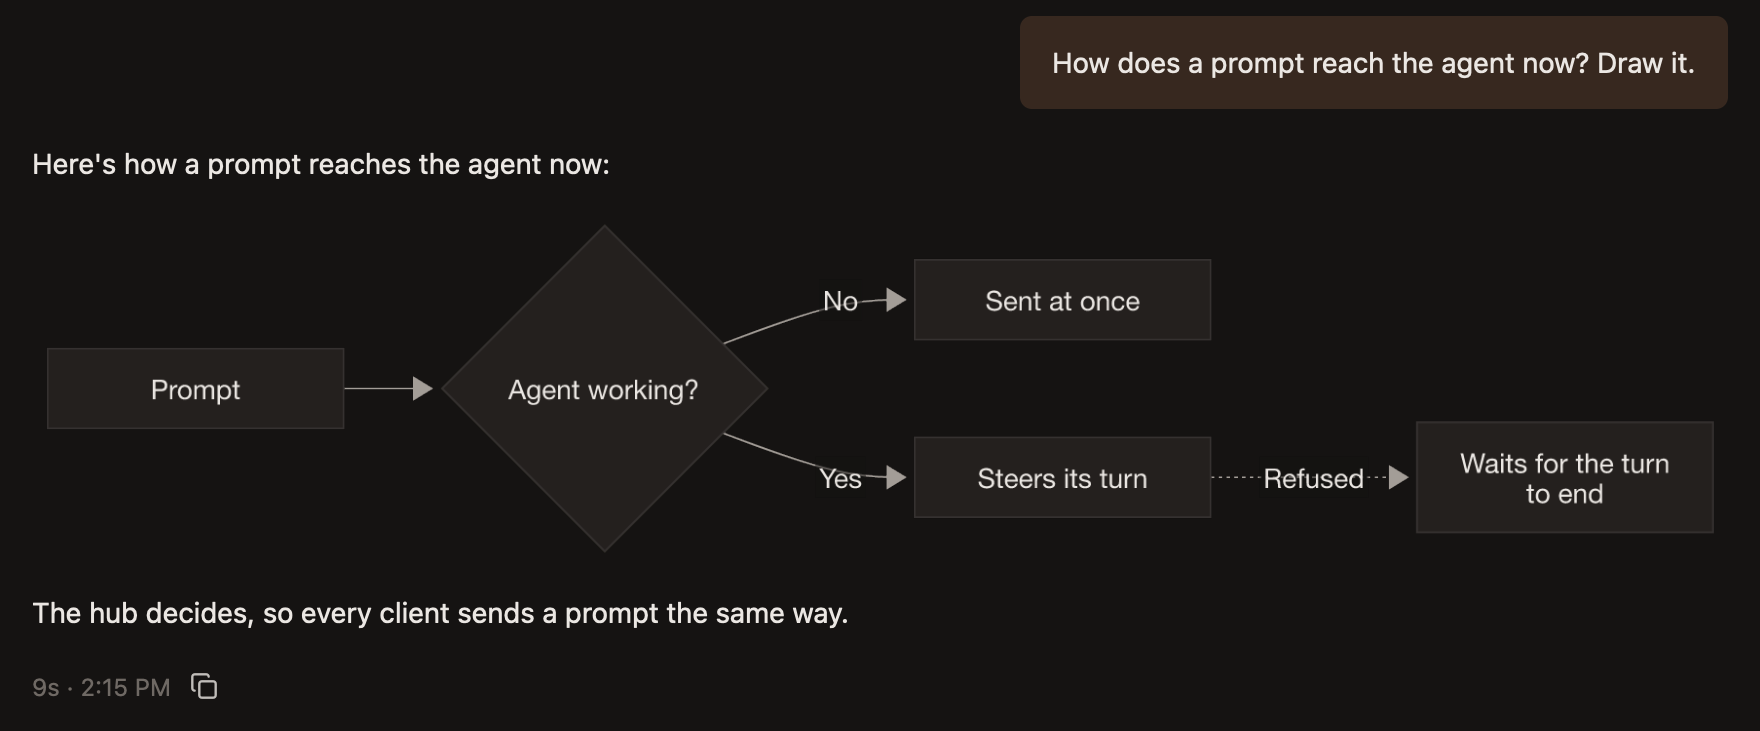 How does a prompt reach the agent now? Draw it.
Here's how a prompt reaches the agent now:
No
Sent at once
Prompt
Agent working?
Yes
Steers its turn
Refused
Waits for the turn
to end
The hub decides, so every client sends a prompt the same way.
9s · 2:15 PM